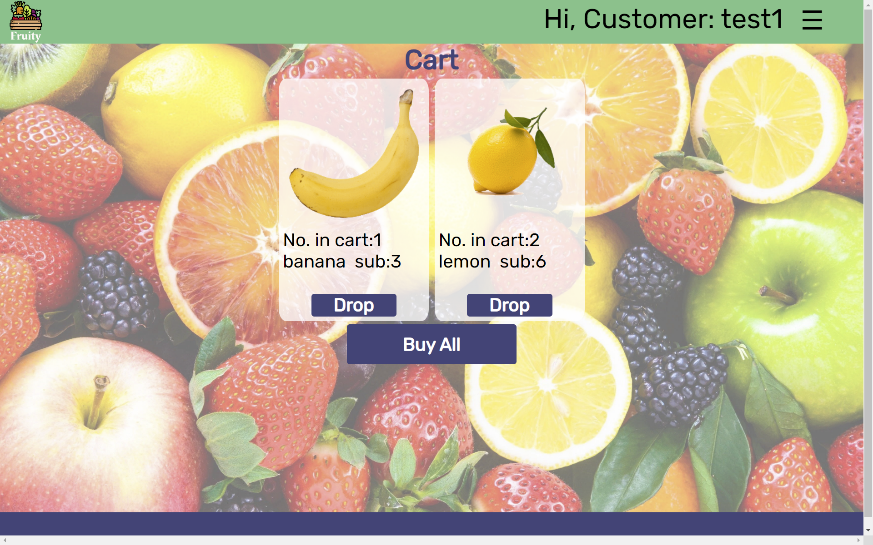 Fruity
Hi, Customer: test1
Cart
No. in cart:1
banana sub:3
Drop
No. in cart:2
lemon sub:6
Drop
Buy All